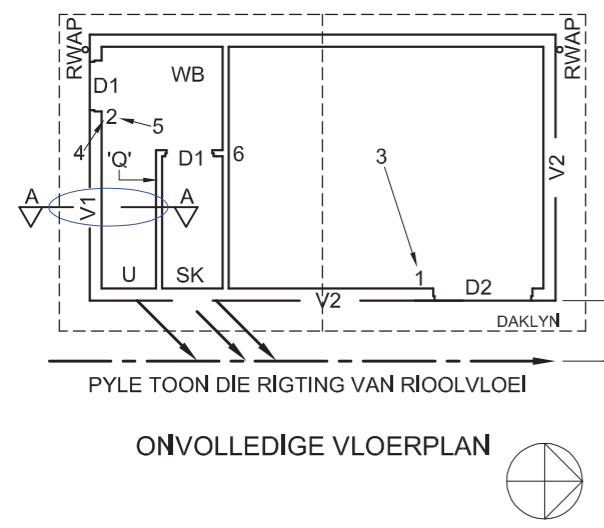 RWAP
RWAP
D1
WB
2
5
4
'Q'
D1
6
3
V2
A
A
V1
U
SK
1
D2
V2
DAKLYN
PYLE TOON DIE RIGTING VAN RIOOLVLOEI
ONVOLLEDIGE VLOERPLAN